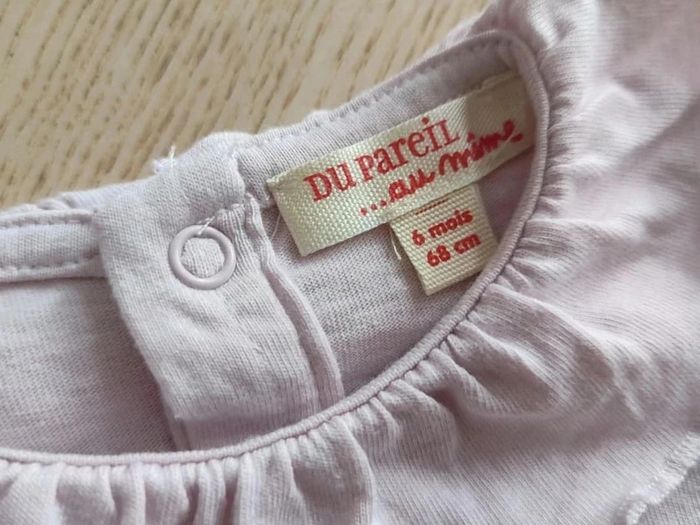 DU PareiL
...au même
6 mois
68 cm